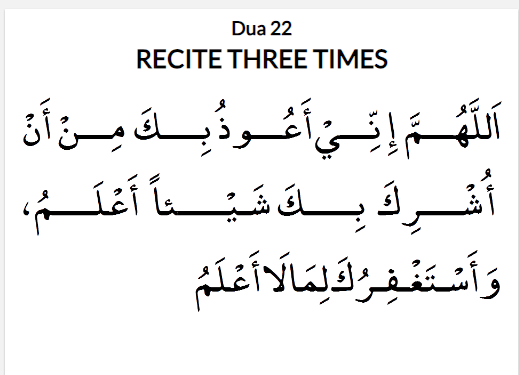 Dua 22
RECITE THREE TIMES
اَللَّهُمَّ إِنِّيْ أَعُوذُ بِكَ مِنْ أَنْ
أُشْرِكَ بِكَ شَيْئاً أَعْلَمُ،
وَأَسْتَغْفِرُكَ لِمَا لَا أَعْلَمُ